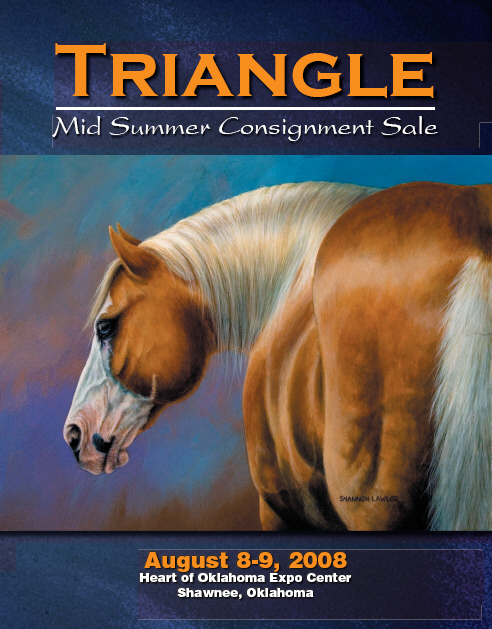 TRIANGLE
Mid Summer Consignment Sale
SHANNON LAWLOR
August 8-9, 2008
Heart of Oklahoma Expo Center
Shawnee, Oklahoma